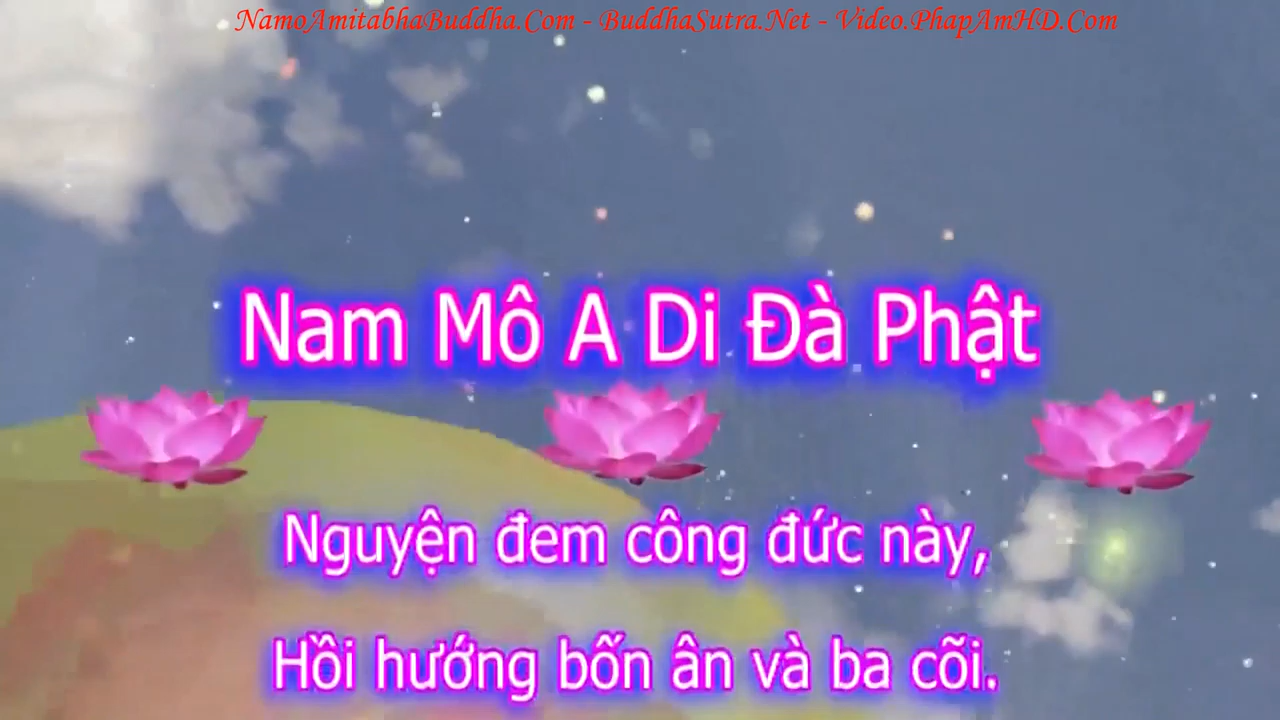 NamoAmitabhaBuddha.Com - BuddhaSutra.Net - Video.PhapAmHD.Com
Nam Mô A Di Đà Phật
Nguyện đem công đức này,
Hồi hướng bốn ân và ba cõi.